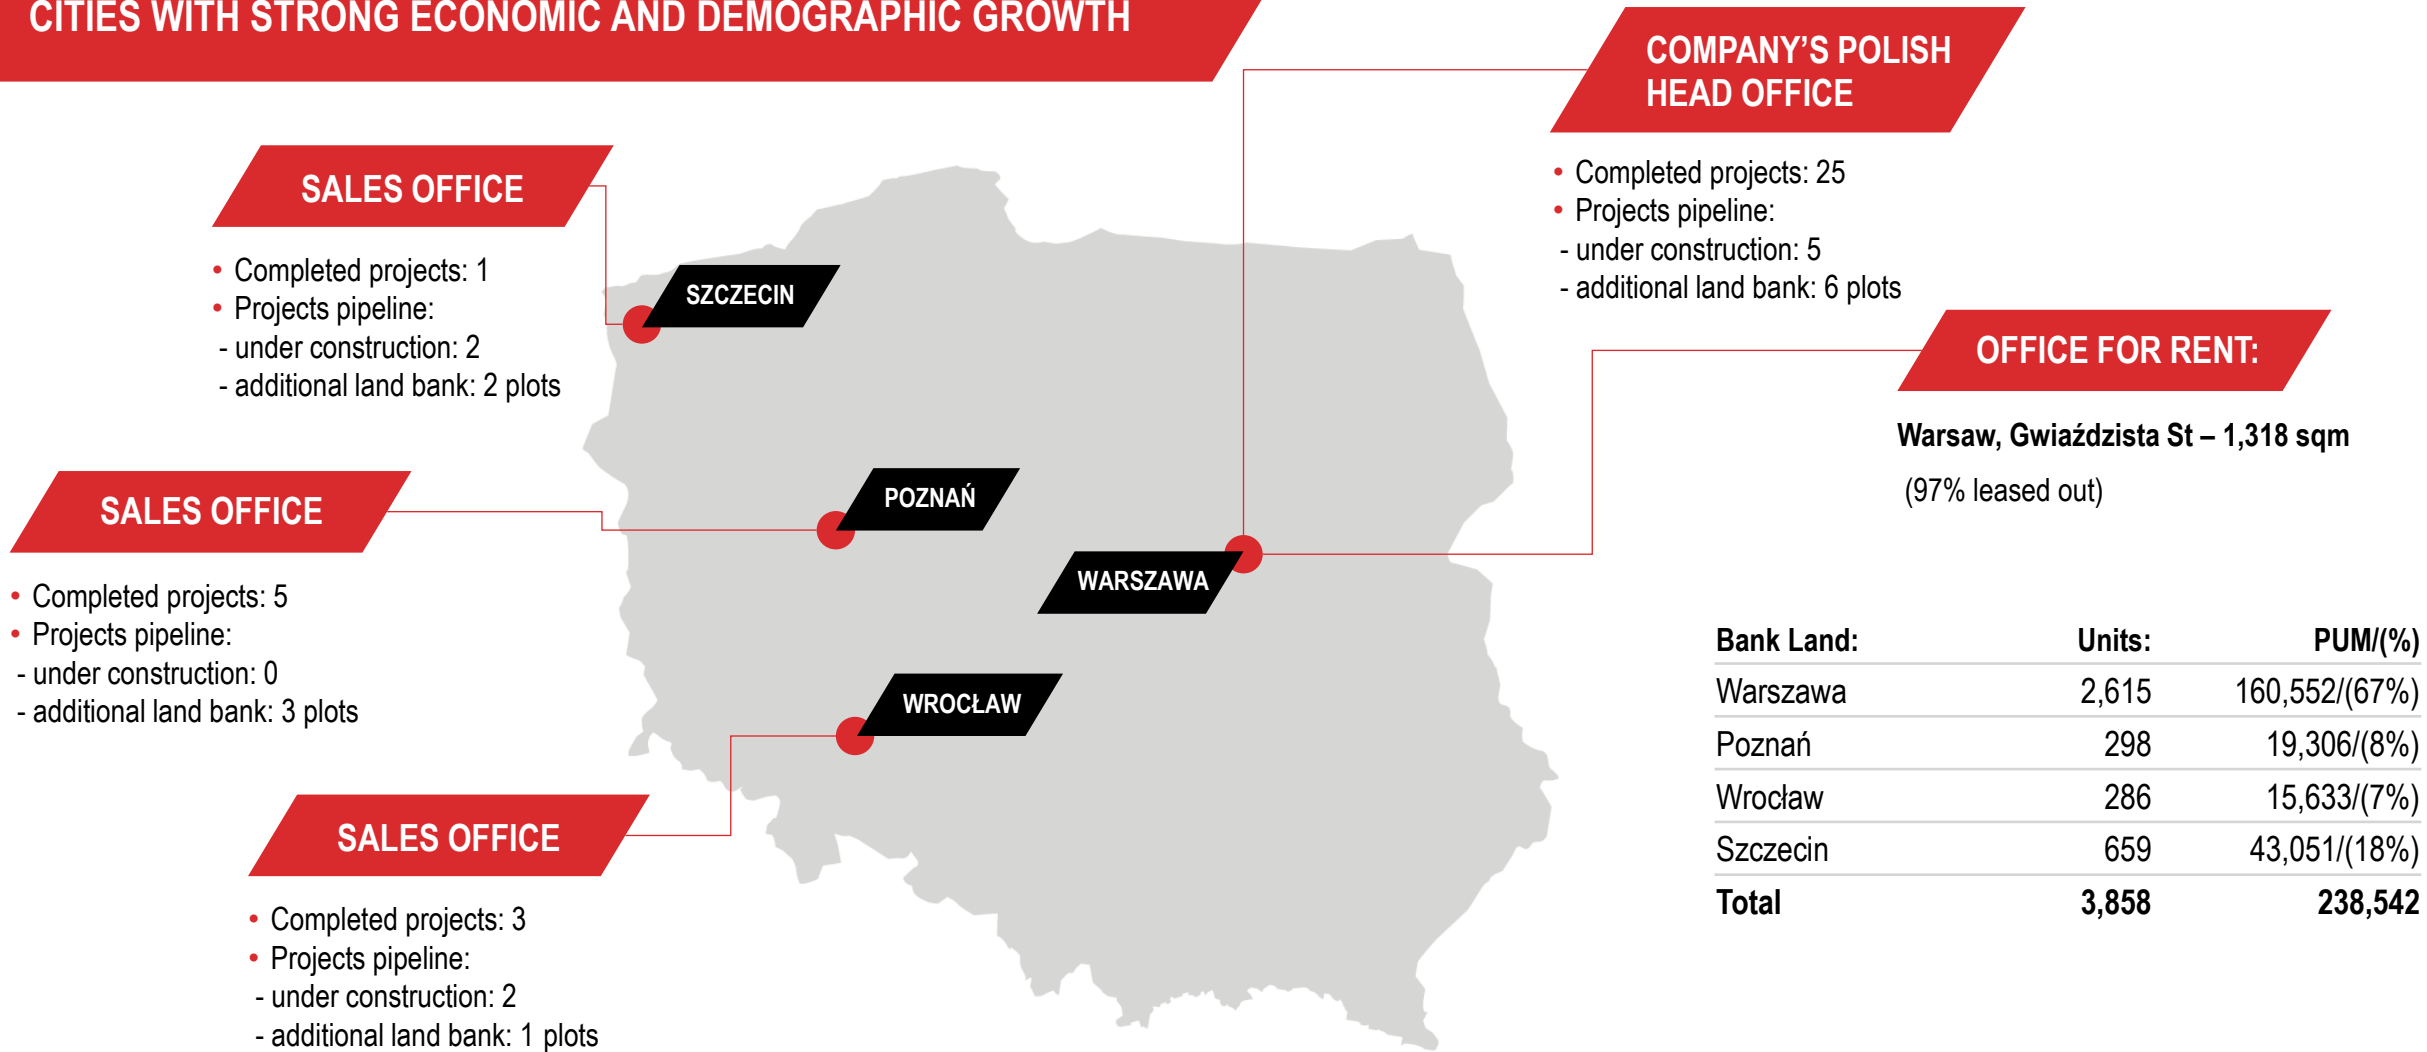 CITIES WITH STRONG ECONOMIC AND DEMOGRAPHIC GROWTH
COMPANY’S POLISH
HEAD OFFICE
• Completed projects: 25
• Projects pipeline:
- under construction: 5
- additional land bank: 6 plots
SALES OFFICE
• Completed projects: 1
• Projects pipeline:
- under construction: 2
- additional land bank: 2 plots
SZCZECIN
OFFICE FOR RENT:
Warsaw, Gwiaździsta St – 1,318 sqm
(97% leased out)
SALES OFFICE
• Completed projects: 5
• Projects pipeline:
- under construction: 0
- additional land bank: 3 plots
POZNAŃ
WARSZAWA
WROCŁAW
SALES OFFICE
• Completed projects: 3
• Projects pipeline:
- under construction: 2
- additional land bank: 1 plots
Bank Land: Units: PUM/(%)
Warszawa 2,615 160,552/(67%)
Poznań 298 19,306/(8%)
Wrocław 286 15,633/(7%)
Szczecin 659 43,051/(18%)
Total 3,858 238,542